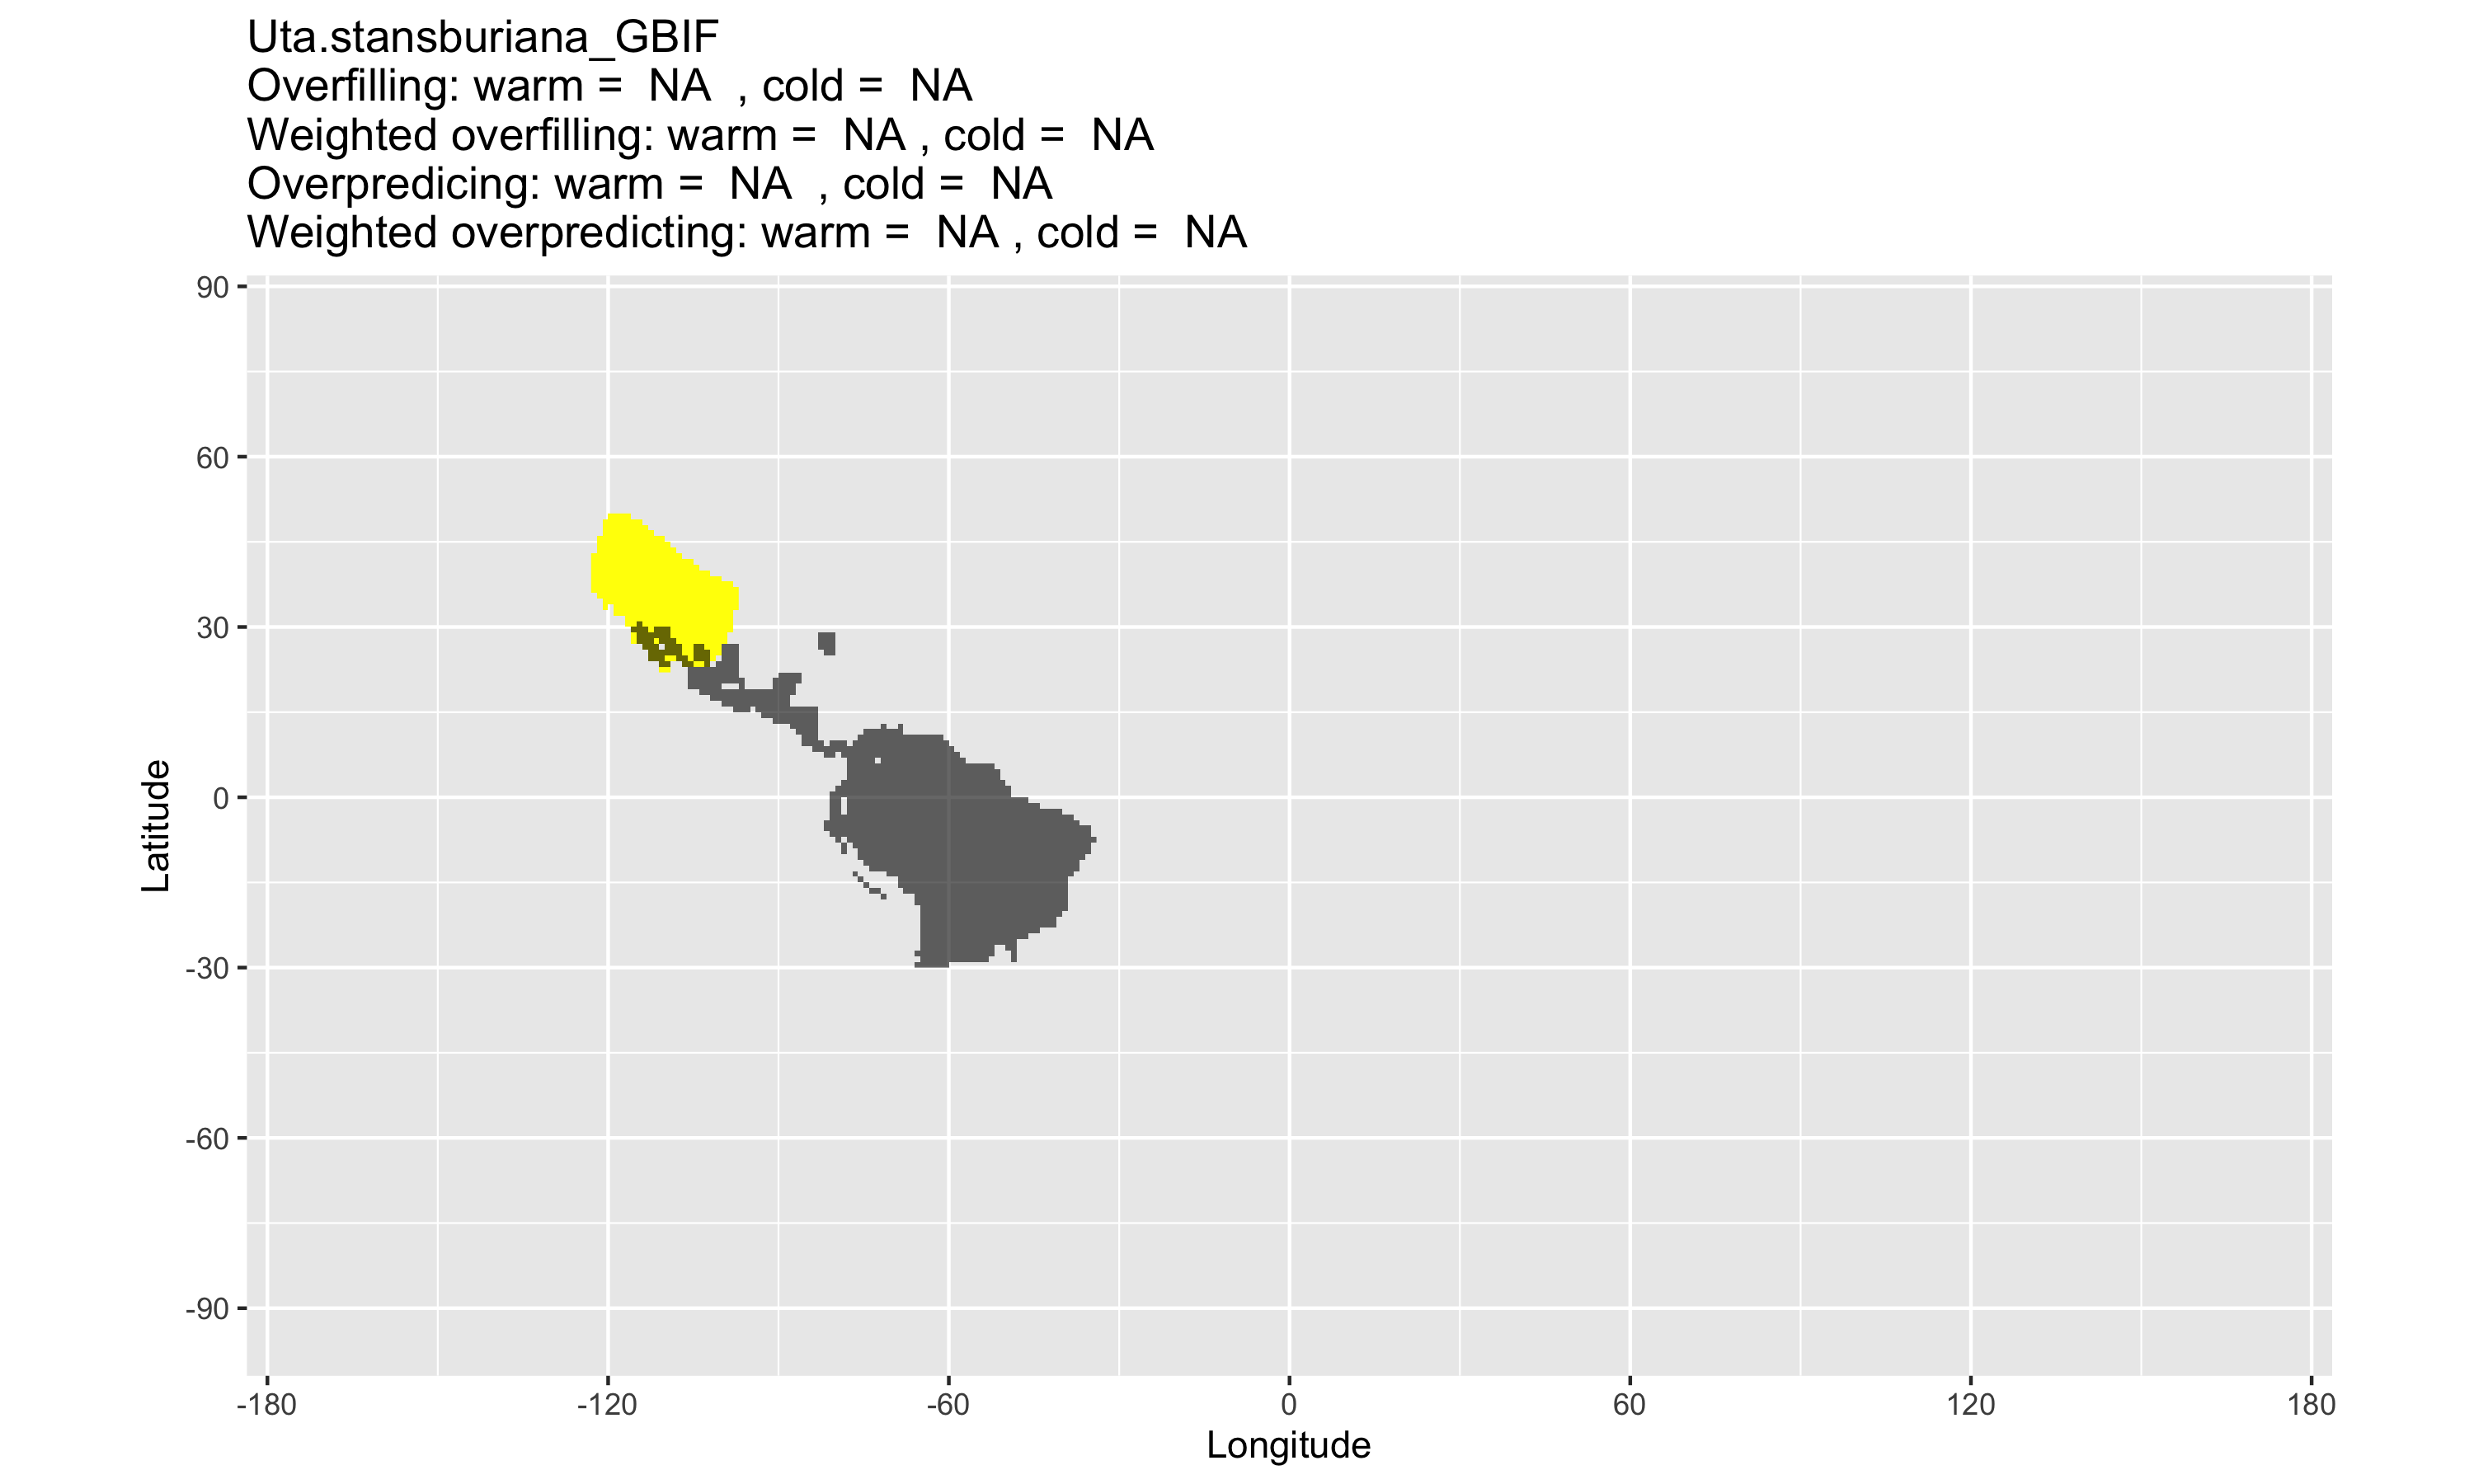 Uta.stansburiana_GBIF
Overfilling: warm =  NA  , cold =  NA
Weighted overfilling: warm =  NA , cold =  NA
Overpredicing: warm =  NA  , cold =  NA
Weighted overpredicting: warm =  NA , cold =  NA
90
60
30
0
-30
-60
-90
Latitude
-180
-120
-60
0
60
120
180
Longitude